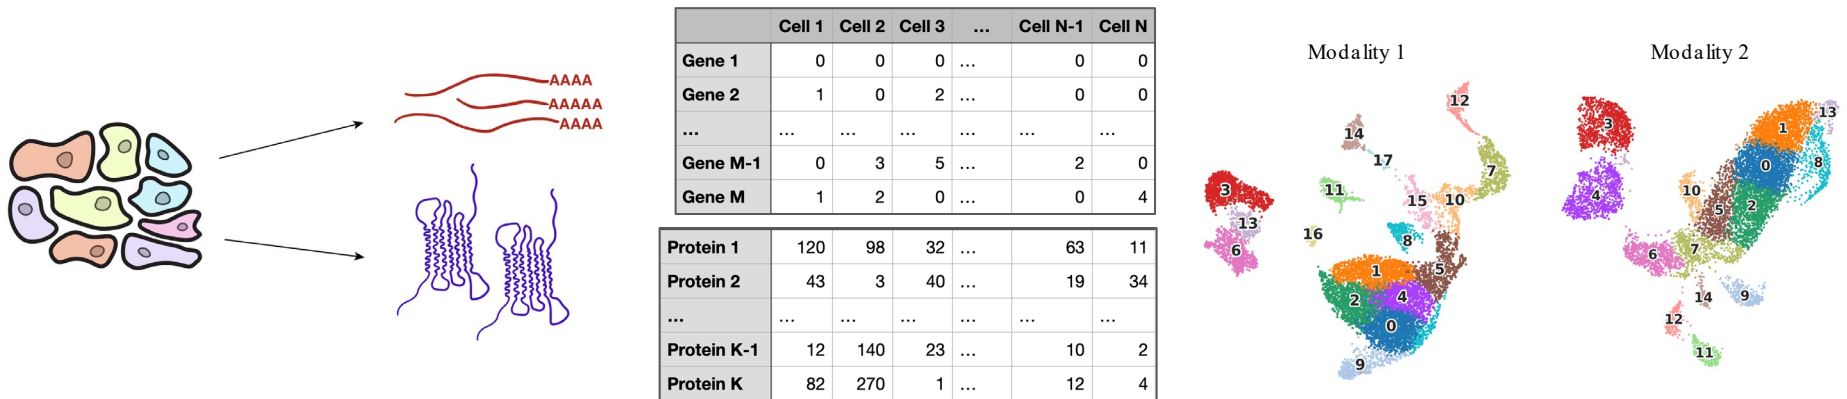 AAAA
AAAAA
AAAA
Cell 1 Cell 2 Cell 3 ... Cell N-1 Cell N
Gene 1 0 0 0 ... 0 0
Gene 2 1 0 2 ... 0 0
... ... ... ... ... ... ...
Gene M-1 0 3 5 ... 2 0
Gene M 1 2 0 ... 0 4
Protein 1 120 98 32 ... 63 11
Protein 2 43 3 40 ... 19 34
... ... ... ... ... ... ...
Protein K-1 12 140 23 ... 10 2
Protein K 82 270 1 ... 12 4
Modality 1
12
14
17
7
3
11
15
10
13
16
6
8
1
5
2
4
0
9
Modality 2
3
1
13
0
8
4
10
5
2
7
6
14
9
12
11